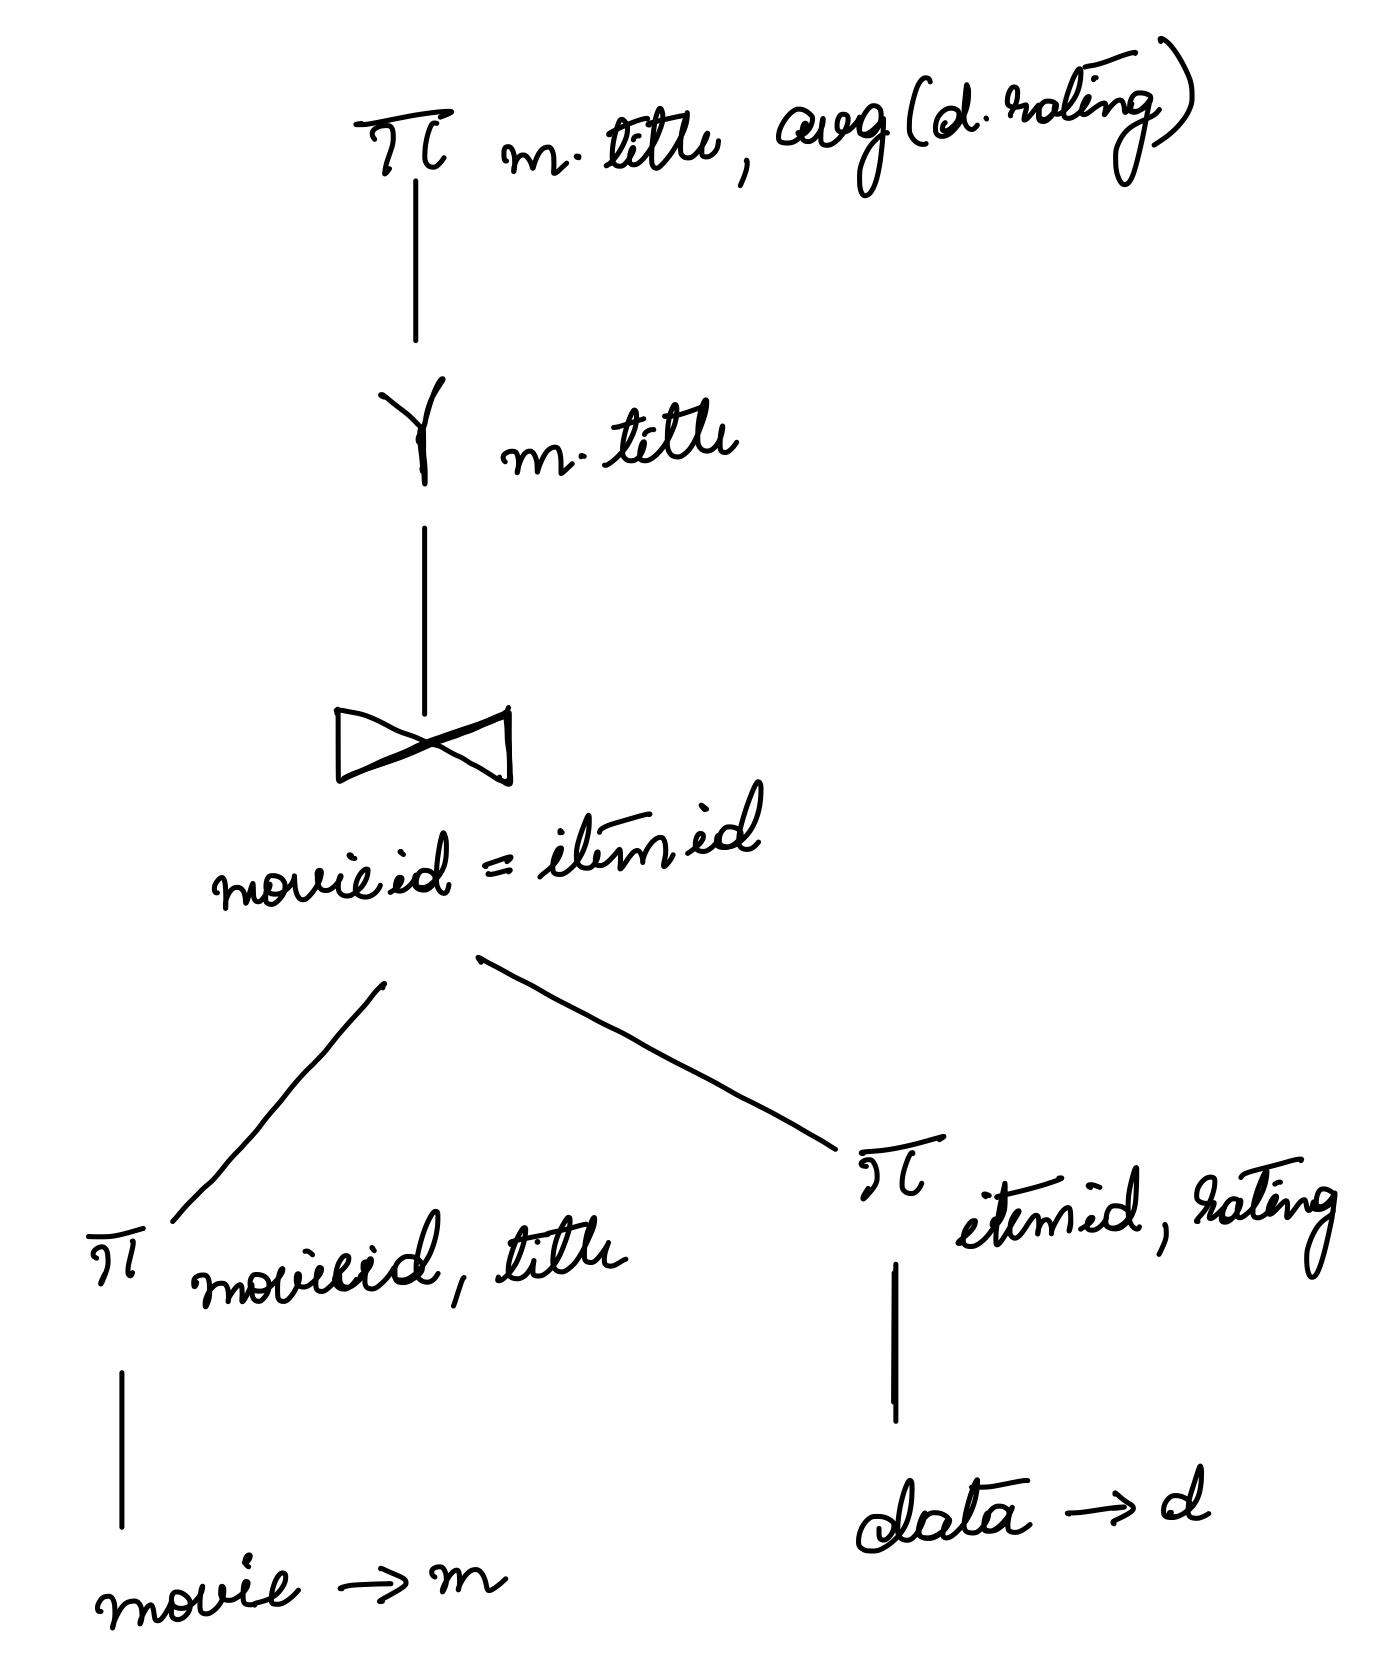 π m.title, avg(d.rating)
γ m.title
⋈
movieid = itemid
π itemid, rating
π movieid, title
data → d
movie → m